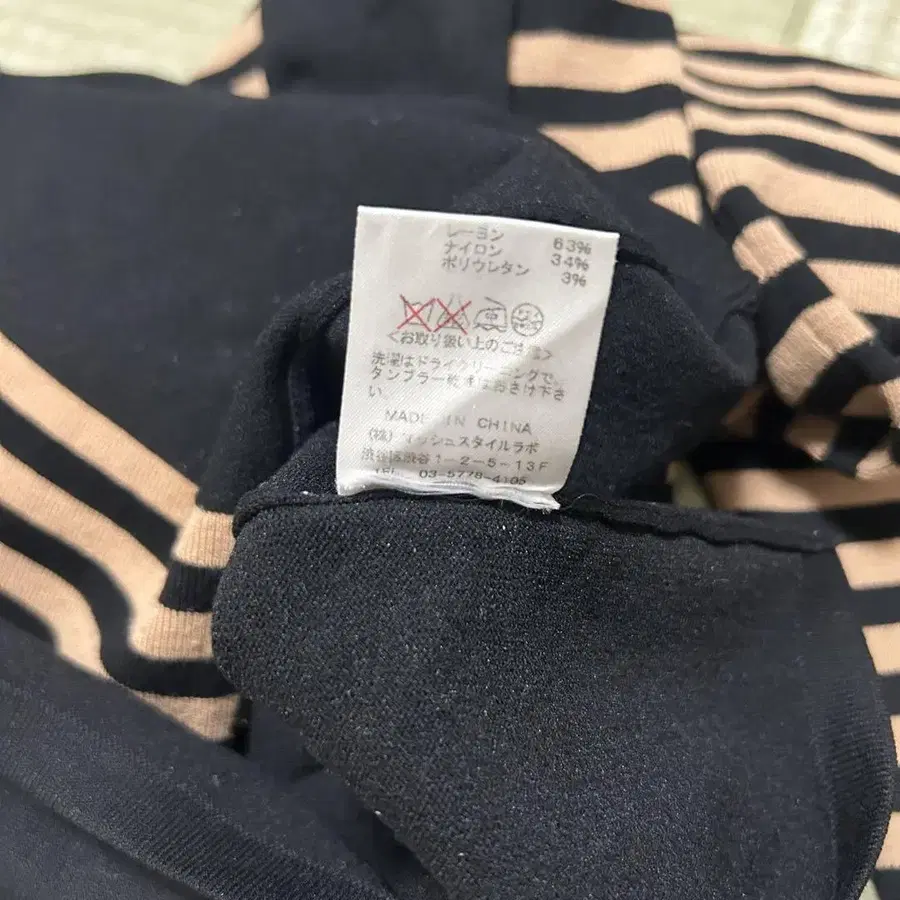 レーヨン 63%
ナイロン 34%
ポリウレタン 3%
<お取り扱い上のご注意>
洗濯はドライクリーニングで。
タンブラー乾燥はおさけ下さ
い。
MADE IN CHINA
(株)イッシュスタイルラボ
渋谷区渋谷1-2-5-13F
TEL 03-5778-4105